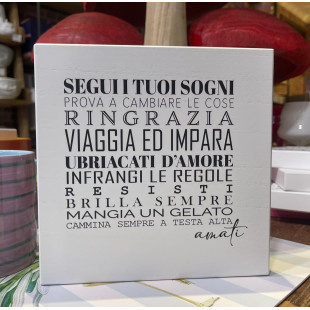 SEGUI I TUOI SOGNI
PROVA A CAMBIARE LE COSE
RINGRAZIA
VIAGGIA ED IMPARA
UBRIACATI D'AMORE
INFRANGI LE REGOLE
RESISTI
BRILLA SEMPRE
MANGIA UN GELATO
CAMMINA SEMPRE A TESTA ALTA
amati